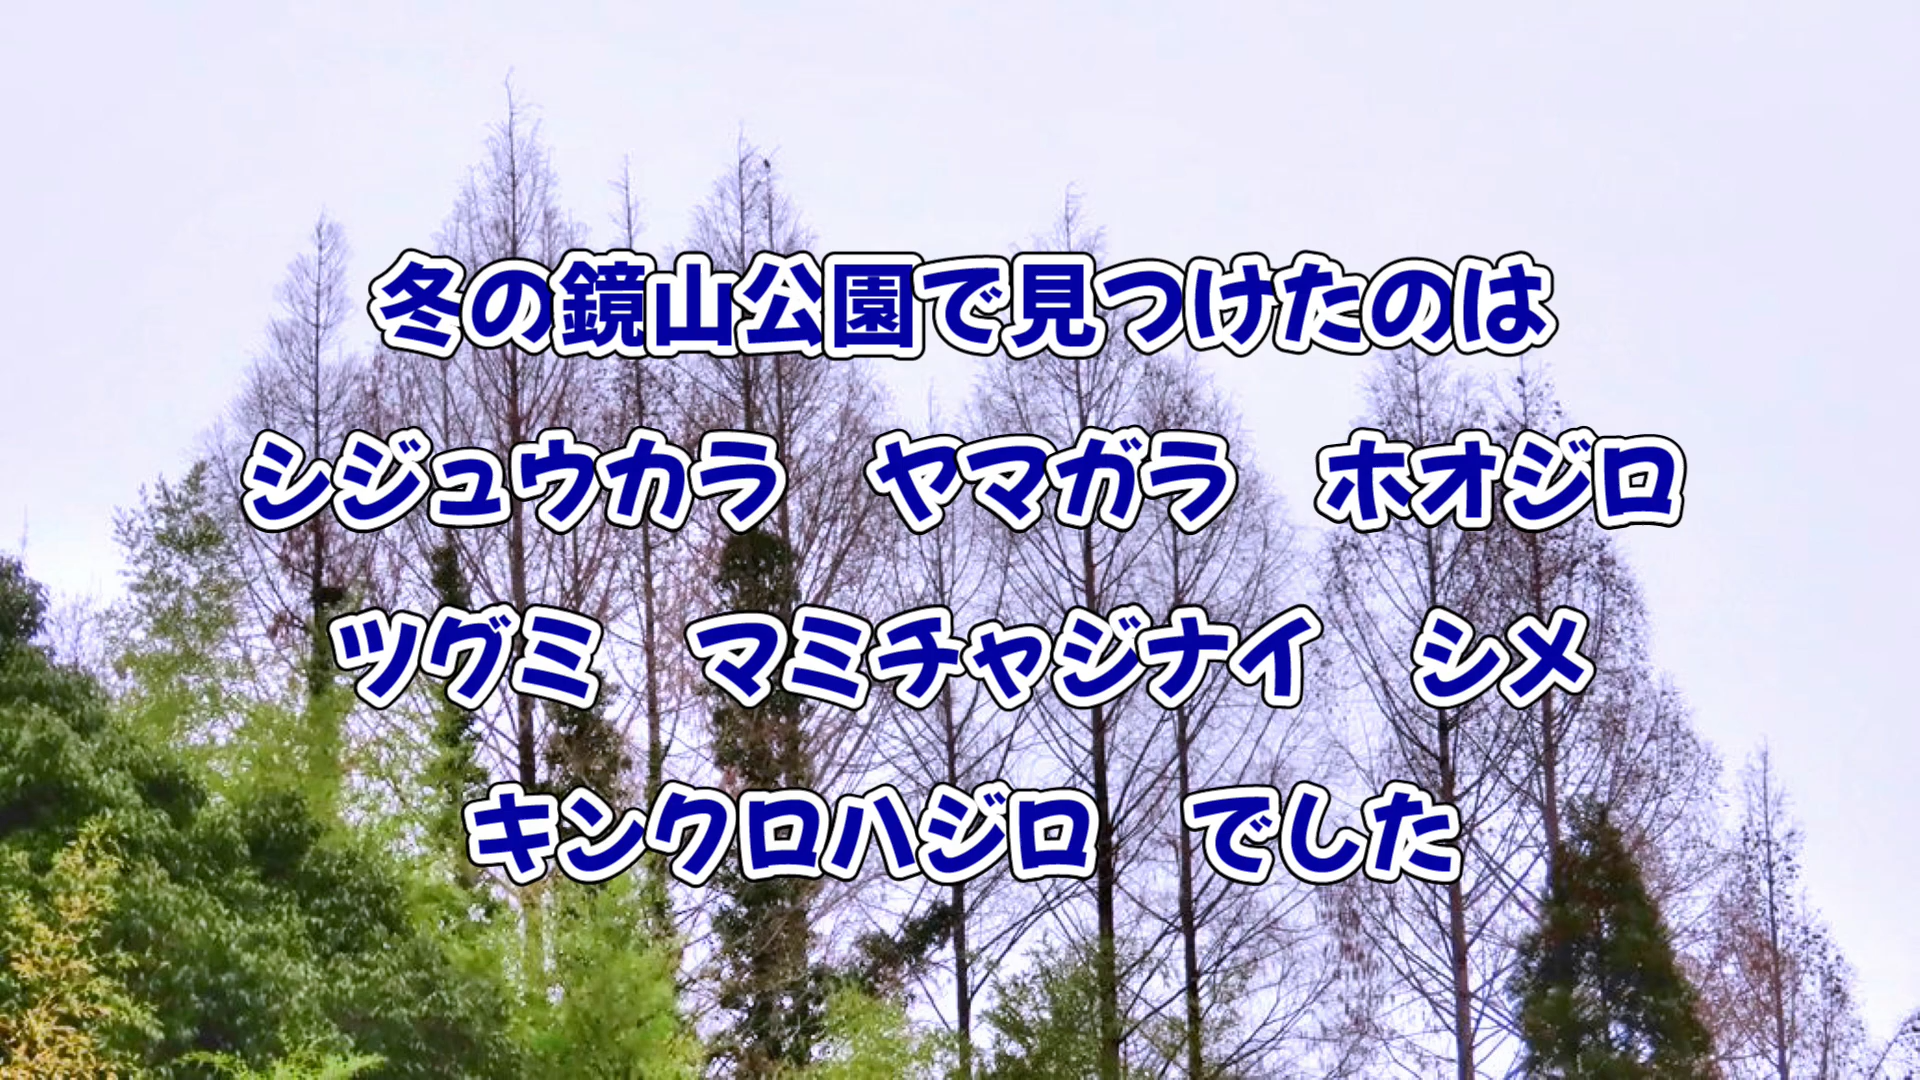 冬の鏡山公園で見つけたのは
シジュウカラ　ヤマガラ　ホオジロ
ツグミ　マミチャジナイ　シメ
キンクロハジロ　でした